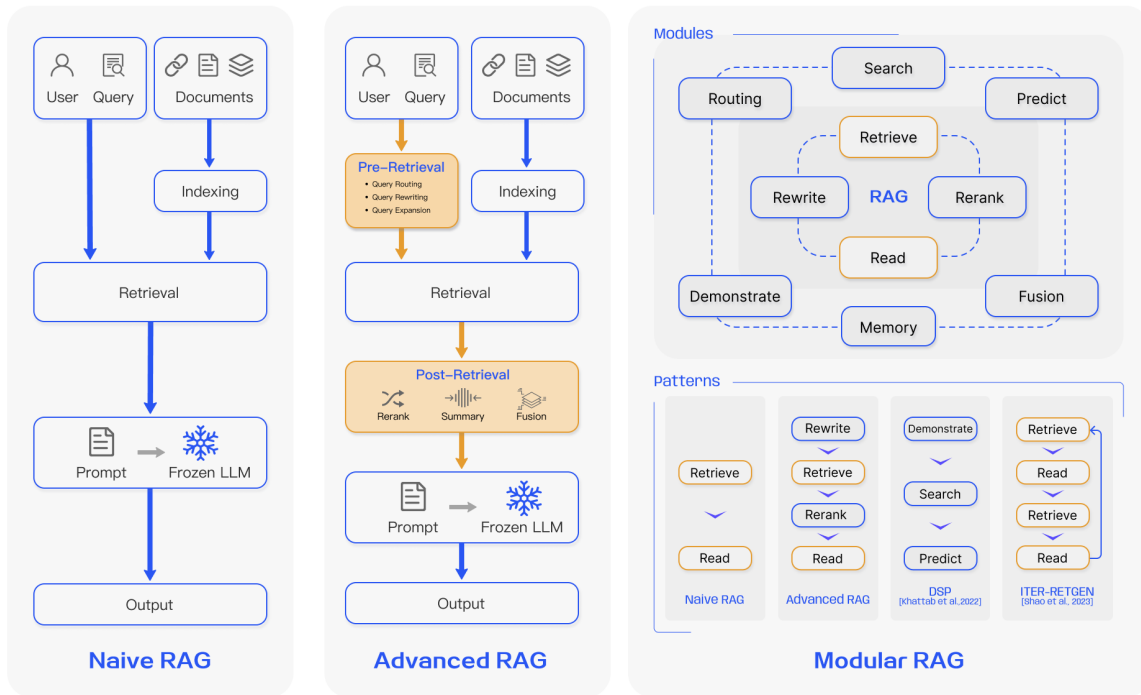 User Query
Documents
Indexing
Retrieval
Prompt
Frozen LLM
Output
Naive RAG
User Query
Documents
Pre-Retrieval
• Query Routing
• Query Rewriting
• Query Expansion
Indexing
Retrieval
Post-Retrieval
Rerank
Summary
Fusion
Prompt
Frozen LLM
Output
Advanced RAG
Modules
Search
Routing
Predict
Retrieve
Rewrite
RAG
Rerank
Read
Demonstrate
Fusion
Memory
Patterns
Retrieve
Read
Naive RAG
Rewrite
Retrieve
Rerank
Read
Advanced RAG
Demonstrate
Search
Predict
DSP
[Khattab et al.,2022]
Retrieve
Read
Retrieve
Read
ITER-RETGEN
[Shao et al., 2023]
Modular RAG